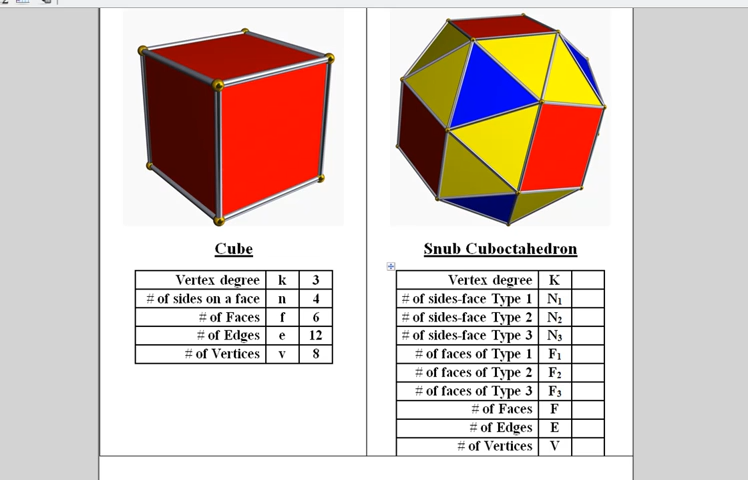 Cube
Vertex degree k 3
# of sides on a face n 4
# of Faces f 6
# of Edges e 12
# of Vertices v 8
Snub Cuboctahedron
Vertex degree K
# of sides-face Type 1 N₁
# of sides-face Type 2 N₂
# of sides-face Type 3 N₃
# of faces of Type 1 F₁
# of faces of Type 2 F₂
# of faces of Type 3 F₃
# of Faces F
# of Edges E
# of Vertices V